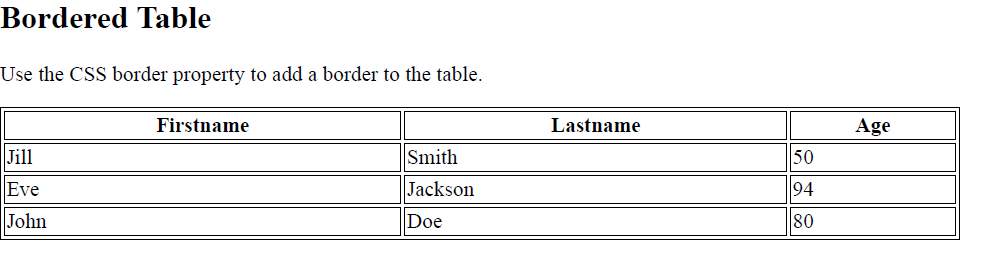 Bordered Table
Use the CSS border property to add a border to the table.
Firstname Lastname Age
Jill Smith 50
Eve Jackson 94
John Doe 80